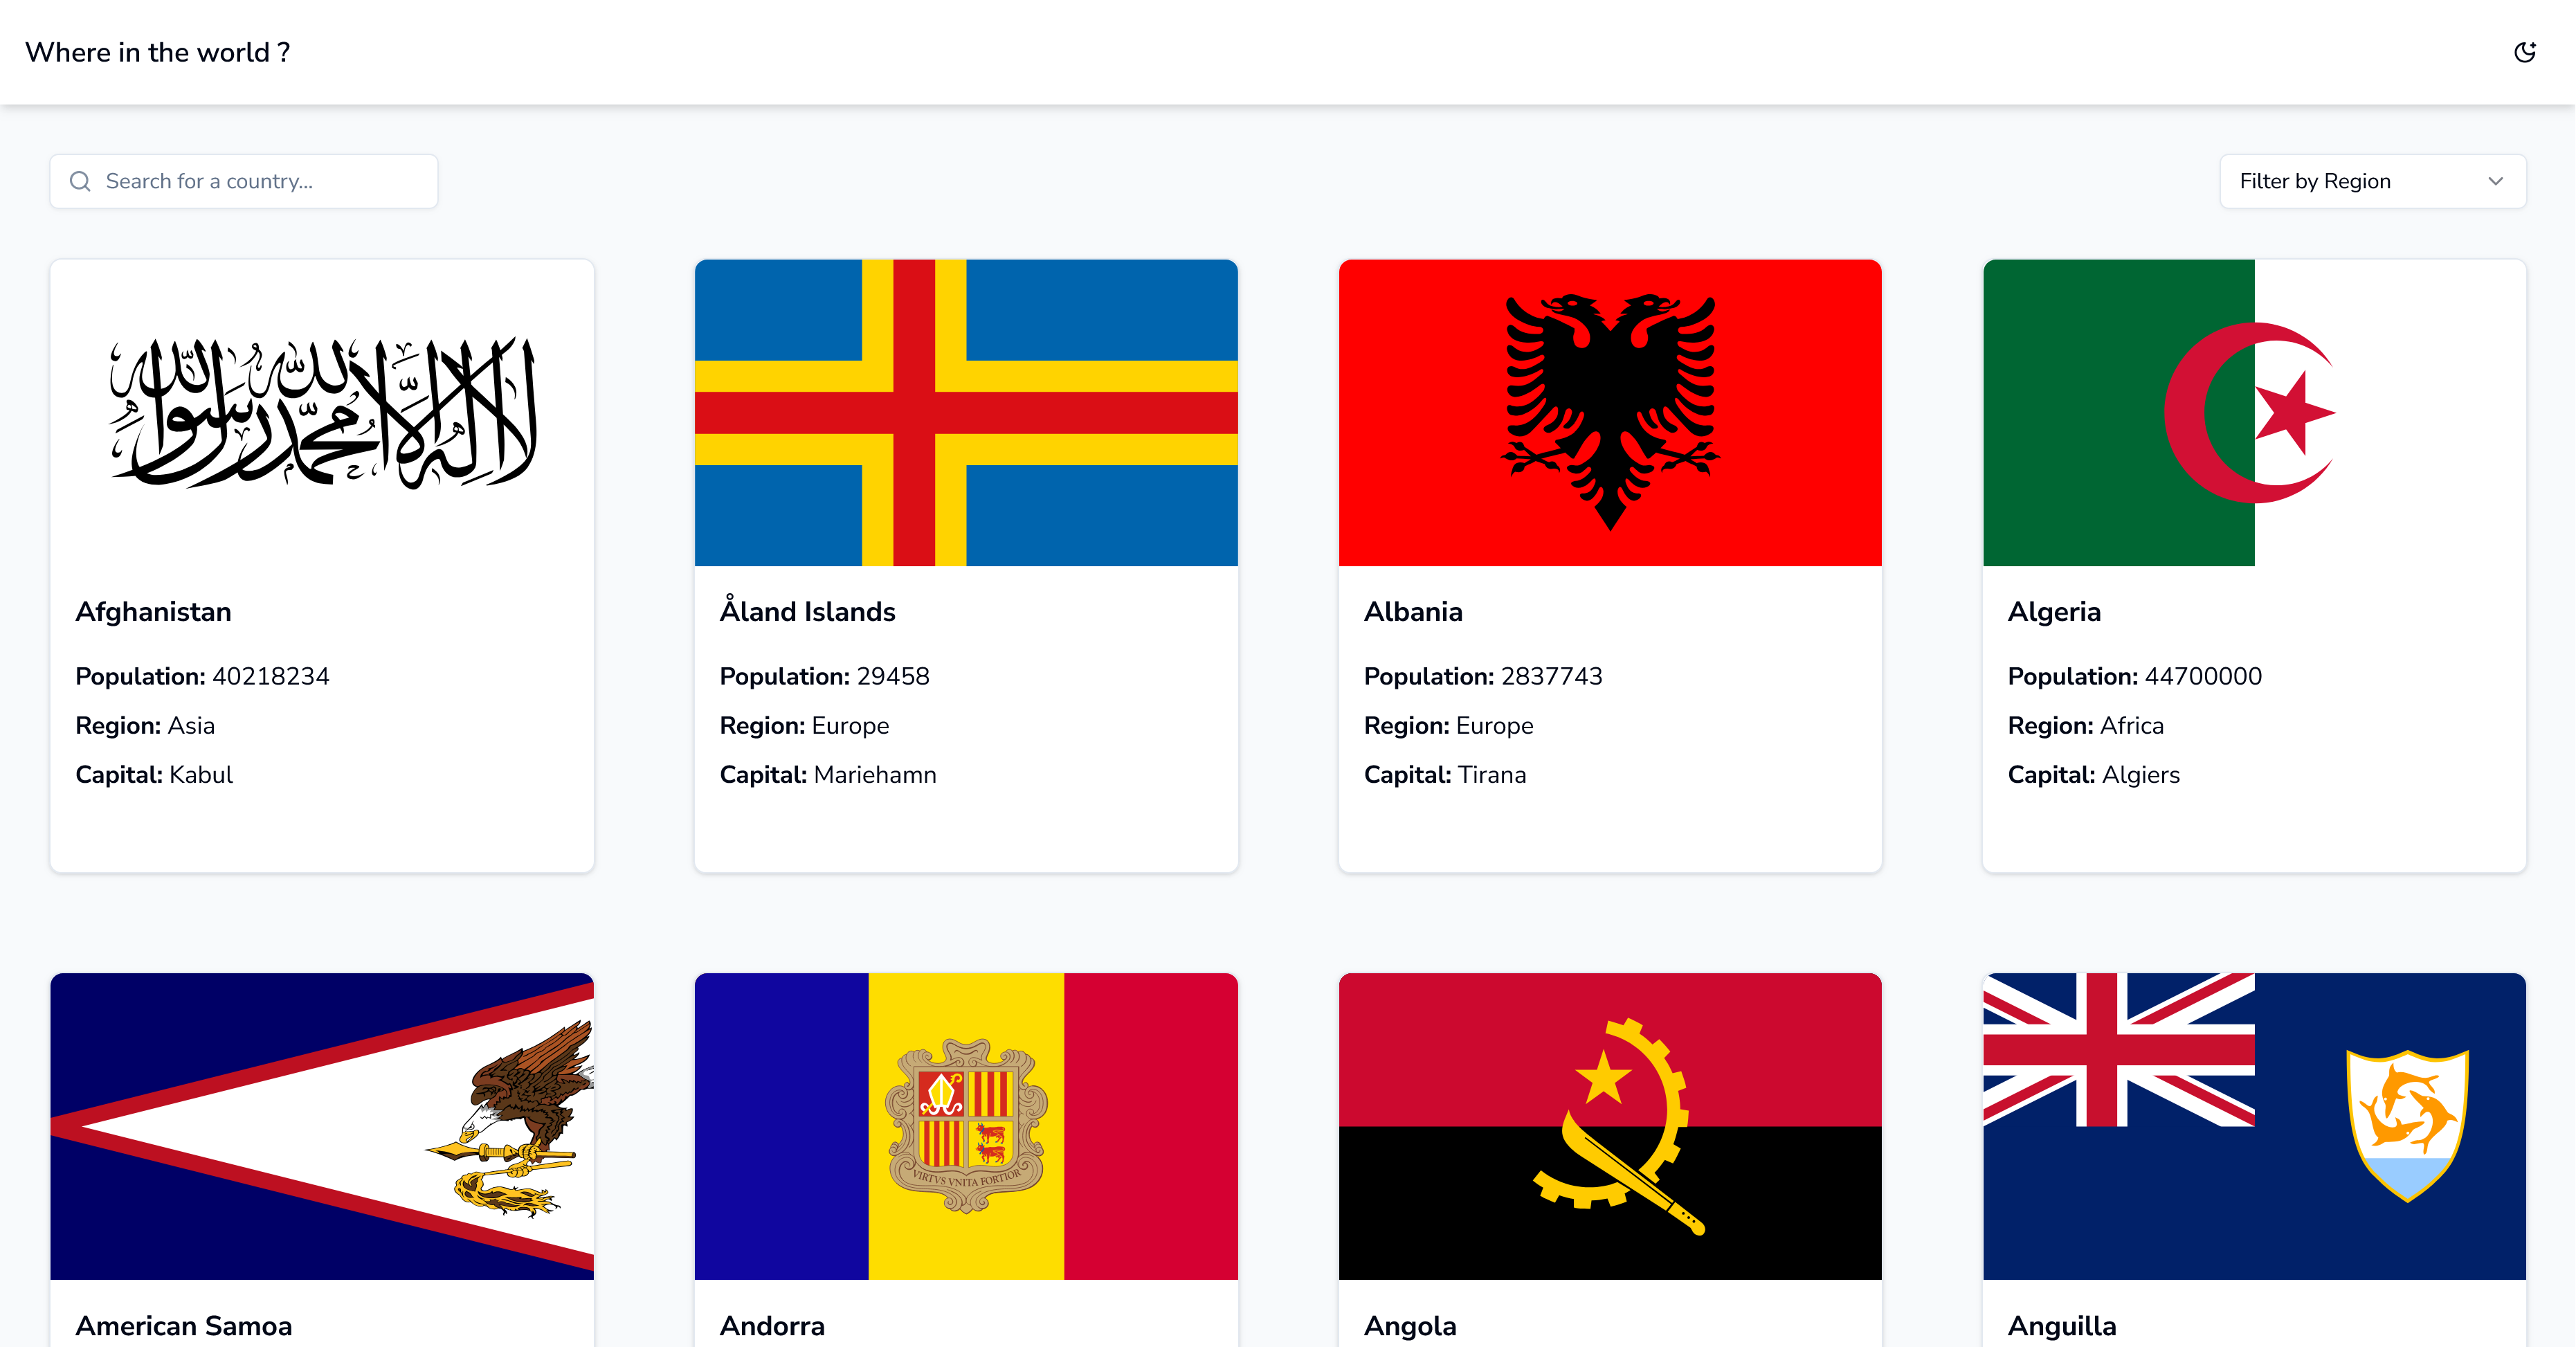 Where in the world ?
Search for a country...
Filter by Region
لا إله إلا الله محمد رسول الله
Afghanistan
Population: 40218234
Region: Asia
Capital: Kabul
Åland Islands
Population: 29458
Region: Europe
Capital: Mariehamn
Albania
Population: 2837743
Region: Europe
Capital: Tirana
Algeria
Population: 44700000
Region: Africa
Capital: Algiers
VIRTVS VNITA FORTIOR
American Samoa
Andorra
Angola
Anguilla